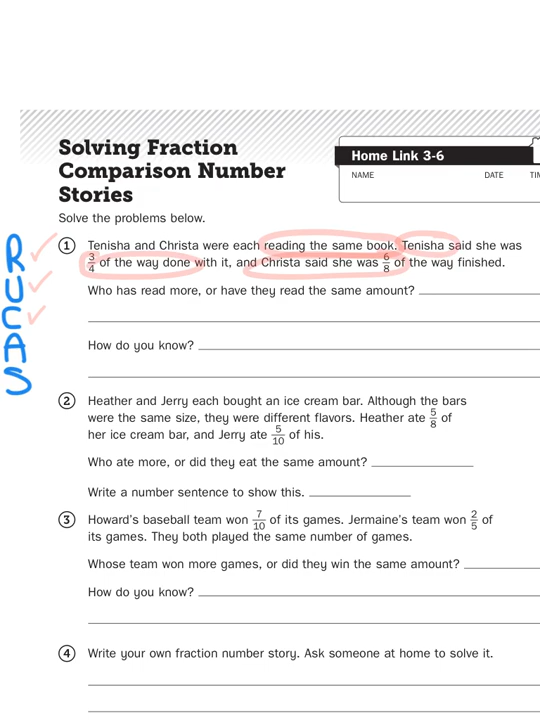 Solving Fraction
Comparison Number
Stories
Home Link 3-6
NAME DATE
Solve the problems below.
R
U
C
A
S
1 Tenisha and Christa were each reading the same book. Tenisha said she was
3/4 of the way done with it, and Christa said she was 6/8 of the way finished.
Who has read more, or have they read the same amount?
How do you know?
2 Heather and Jerry each bought an ice cream bar. Although the bars
were the same size, they were different flavors. Heather ate 5/8 of
her ice cream bar, and Jerry ate 5/10 of his.
Who ate more, or did they eat the same amount?
Write a number sentence to show this.
3 Howard's baseball team won 7/10 of its games. Jermaine's team won 2/5 of
its games. They both played the same number of games.
Whose team won more games, or did they win the same amount?
How do you know?
4 Write your own fraction number story. Ask someone at home to solve it.